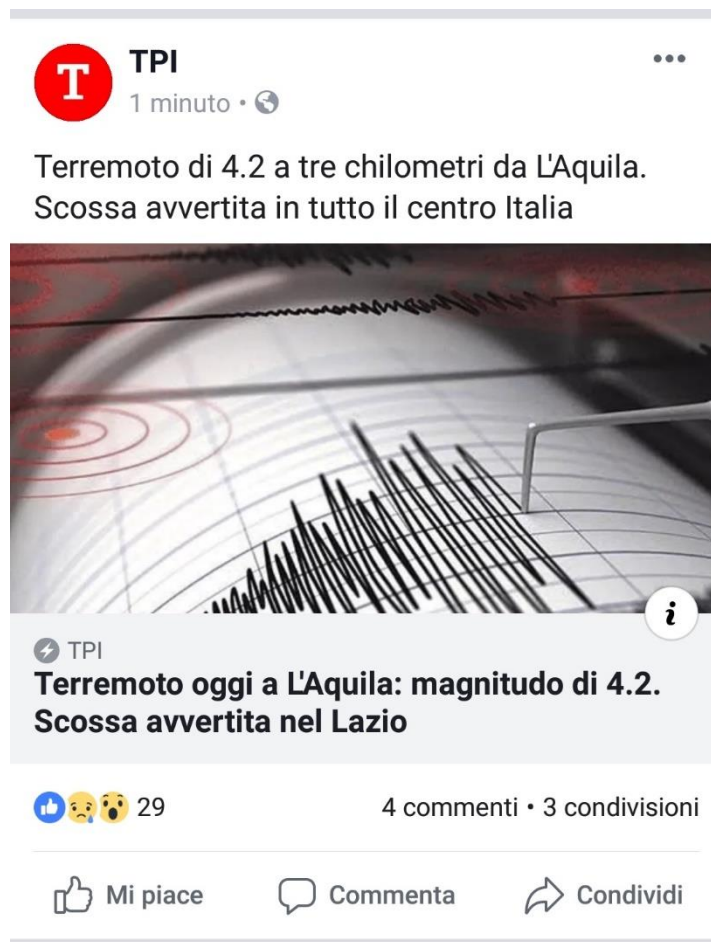 T
TPI
1 minuto •
Terremoto di 4.2 a tre chilometri da L'Aquila.
Scossa avvertita in tutto il centro Italia
i
TPI
Terremoto oggi a L'Aquila: magnitudo di 4.2.
Scossa avvertita nel Lazio
29
4 commenti • 3 condivisioni
Mi piace
Commenta
Condividi